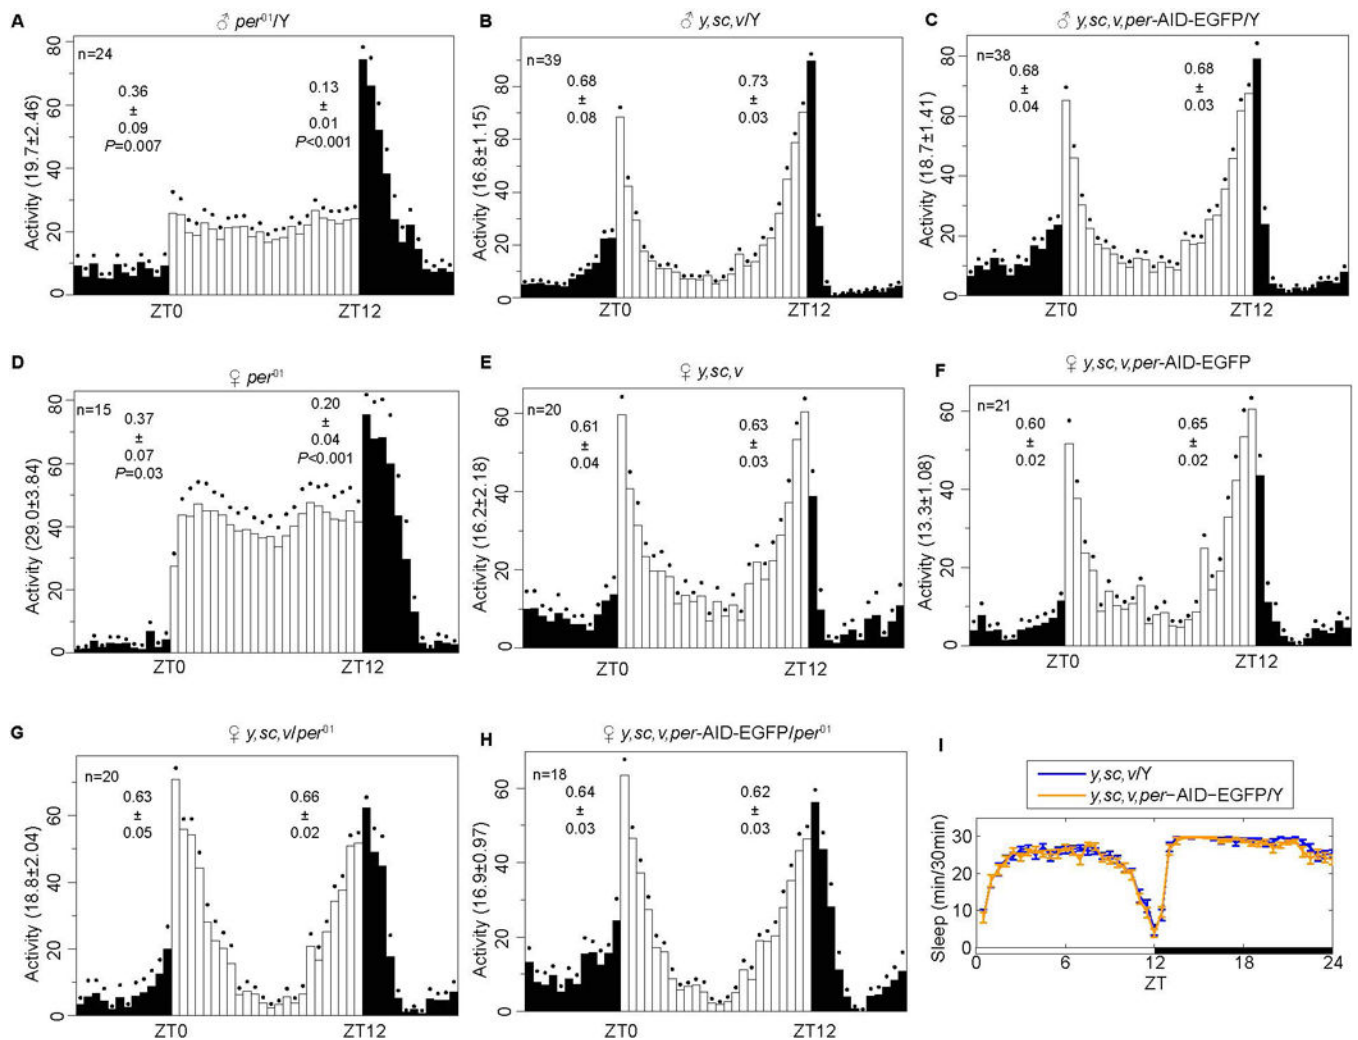 A
♂ per⁰¹/Y
n=24
0.36
±
0.09
P=0.007
0.13
±
0.01
P<0.001
Activity (19.7±2.46)
0
20
40
60
80
ZT0
ZT12
B
♂ y,sc,v/Y
n=39
0.68
±
0.08
0.73
±
0.03
Activity (16.8±1.15)
0
20
40
60
80
ZT0
ZT12
C
♂ y,sc,v,per-AID-EGFP/Y
n=38
0.68
±
0.04
0.68
±
0.03
Activity (18.7±1.41)
0
20
40
60
80
ZT0
ZT12
D
♀ per⁰¹
n=15
0.37
±
0.07
P=0.03
0.20
±
0.04
P<0.001
Activity (29.0±3.84)
0
20
40
60
80
ZT0
ZT12
E
♀ y,sc,v
n=20
0.61
±
0.04
0.63
±
0.03
Activity (16.2±2.18)
0
20
40
60
ZT0
ZT12
F
♀ y,sc,v,per-AID-EGFP
n=21
0.60
±
0.02
0.65
±
0.02
Activity (13.3±1.08)
0
20
40
60
ZT0
ZT12
G
♀ y,sc,v/per⁰¹
n=20
0.63
±
0.05
0.66
±
0.02
Activity (18.8±2.04)
0
20
40
60
ZT0
ZT12
H
♀ y,sc,v,per-AID-EGFP/per⁰¹
n=18
0.64
±
0.03
0.62
±
0.03
Activity (16.9±0.97)
0
20
40
60
ZT0
ZT12
I
y,sc,v/Y
y,sc,v,per−AID−EGFP/Y
Sleep (min/30min)
30
20
10
0
0
6
12
18
24
ZT